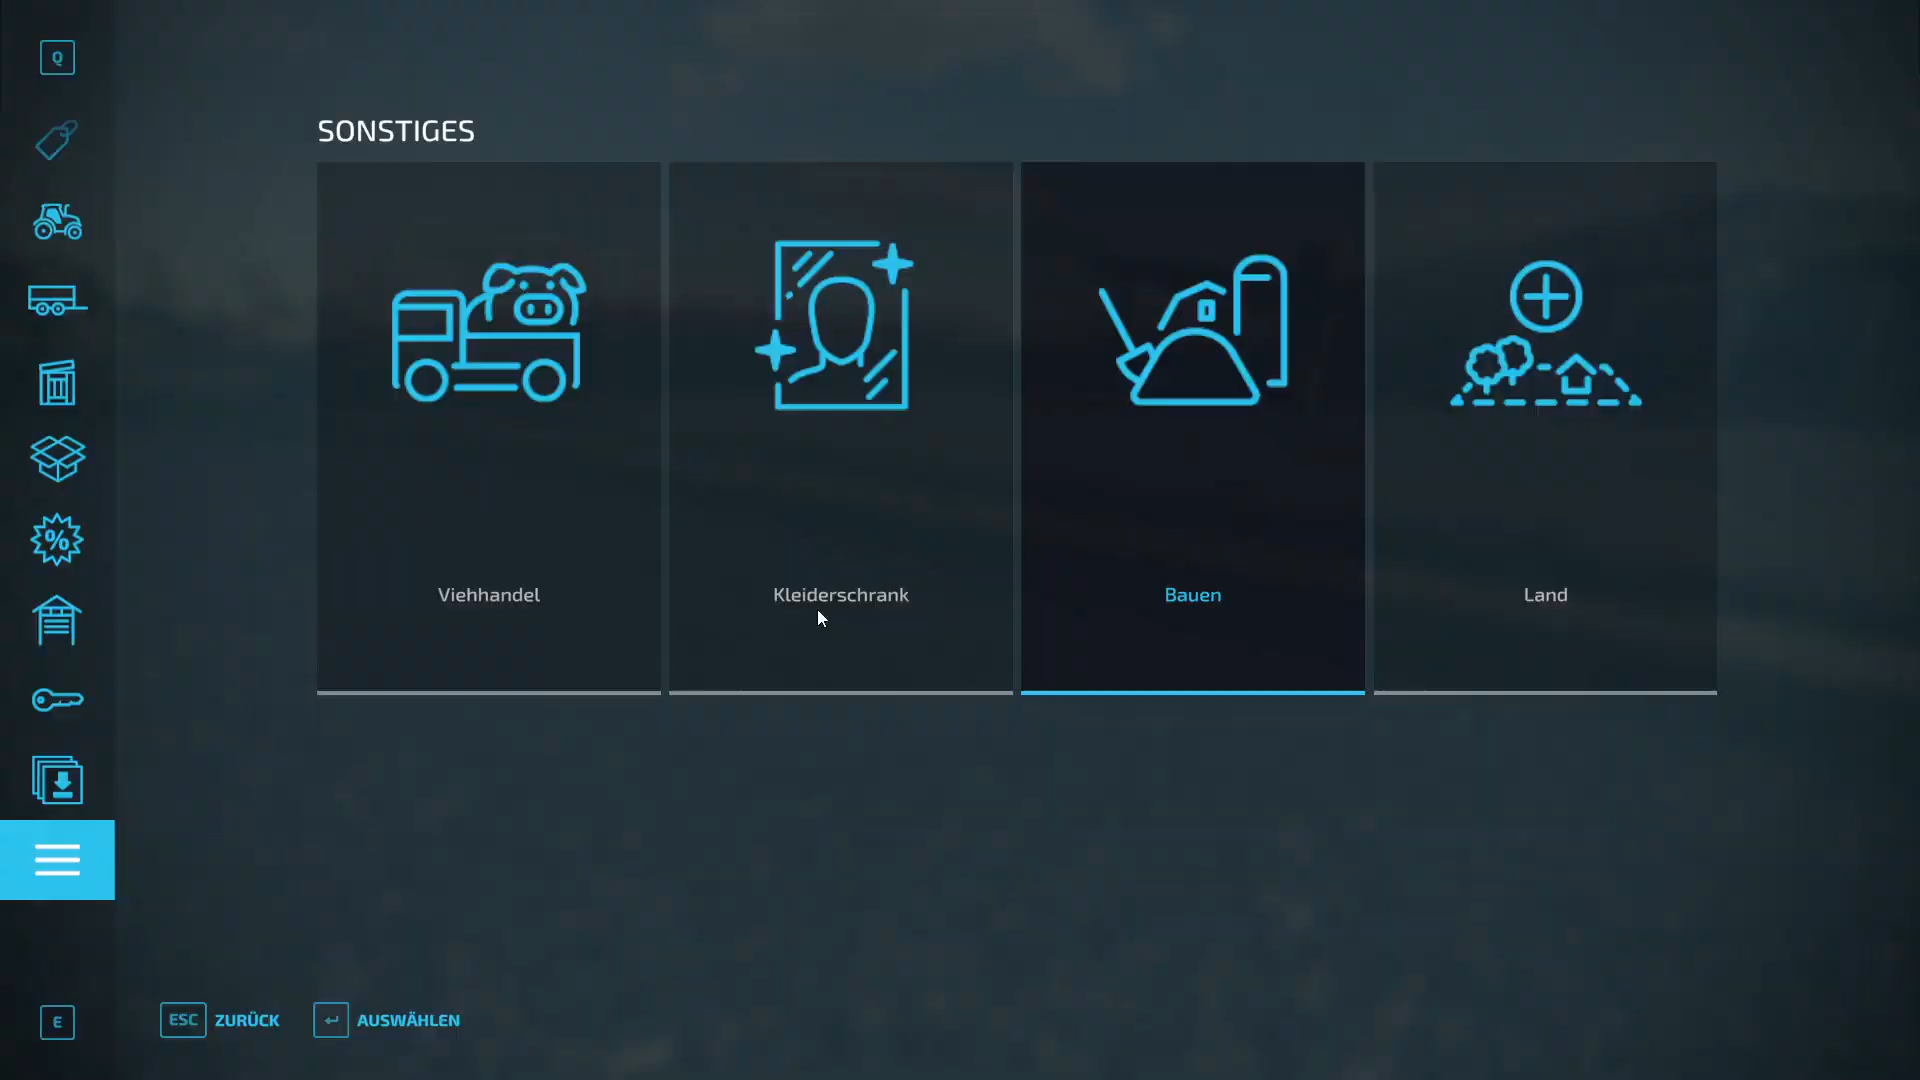 Q
SONSTIGES
%
Viehhandel
Kleiderschrank
Bauen
Land
E
ESC ZURÜCK
AUSWÄHLEN